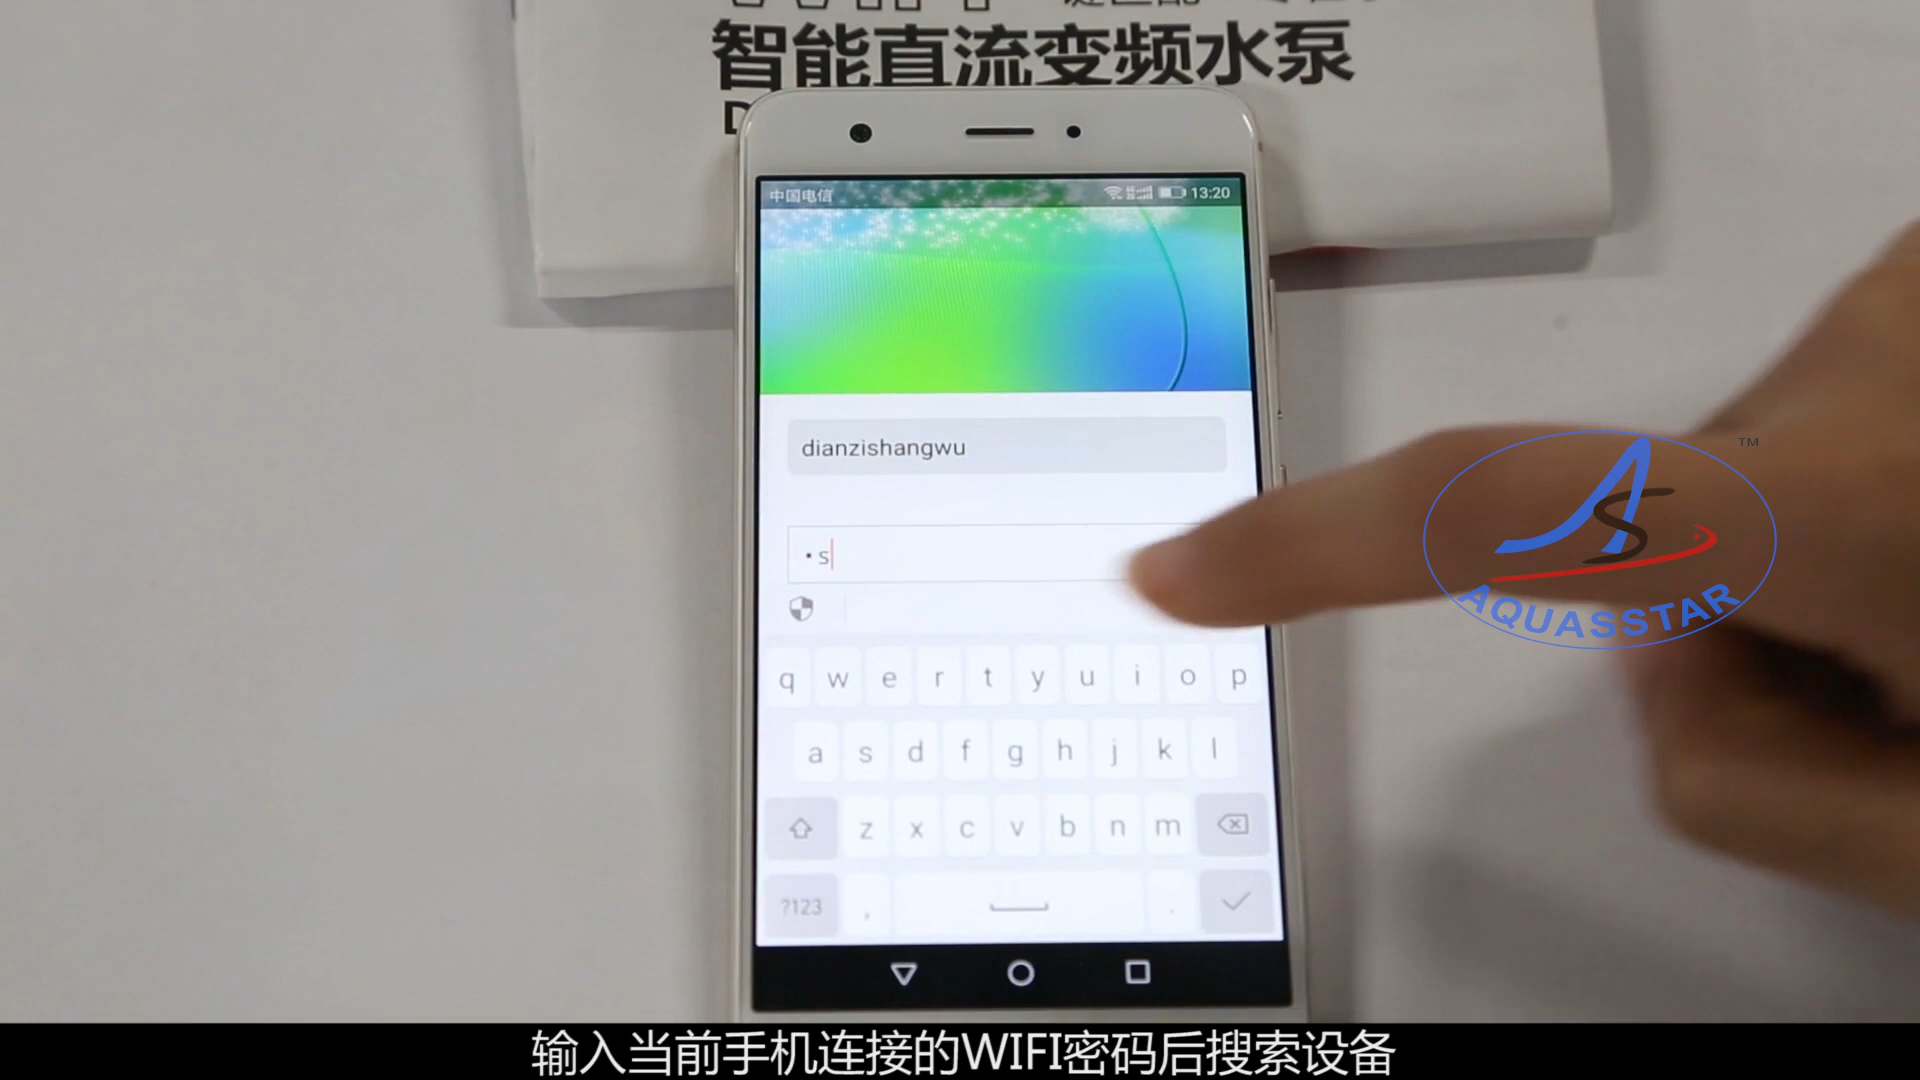 智能直流变频水泵
D
中国电信
13:20
dianzishangwu
• s
q w e r t y u i o p
a s d f g h j k l
z x c v b n m
?123 , .
AS
TM
AQUASSTAR
输入当前手机连接的WIFI密码后搜索设备